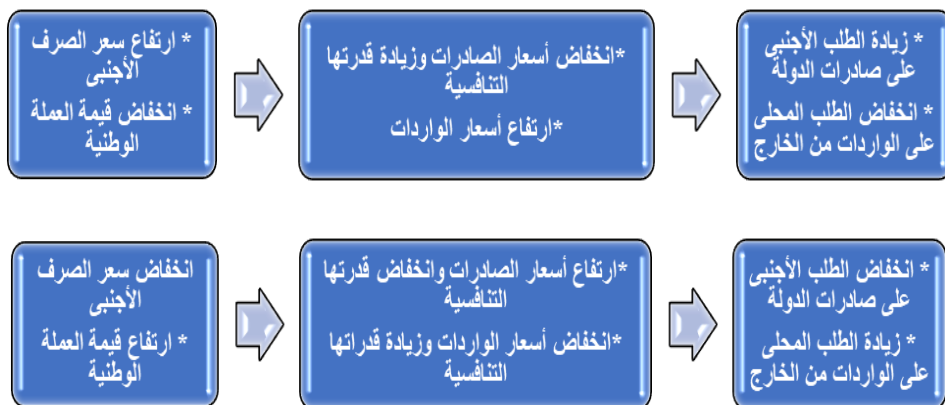 * ارتفاع سعر الصرف
الأجنبى
* انخفاض قيمة العملة
الوطنية
*انخفاض أسعار الصادرات وزيادة قدرتها
التنافسية
*ارتفاع أسعار الواردات
* زيادة الطلب الأجنبى
على صادرات الدولة
* انخفاض الطلب المحلى
على الواردات من الخارج
انخفاض سعر الصرف
الأجنبى
* ارتفاع قيمة العملة
الوطنية
*ارتفاع أسعار الصادرات وانخفاض قدرتها
التنافسية
*انخفاض أسعار الواردات وزيادة قدراتها
التنافسية
* انخفاض الطلب الأجنبى
على صادرات الدولة
* زيادة الطلب المحلى
على الواردات من الخارج